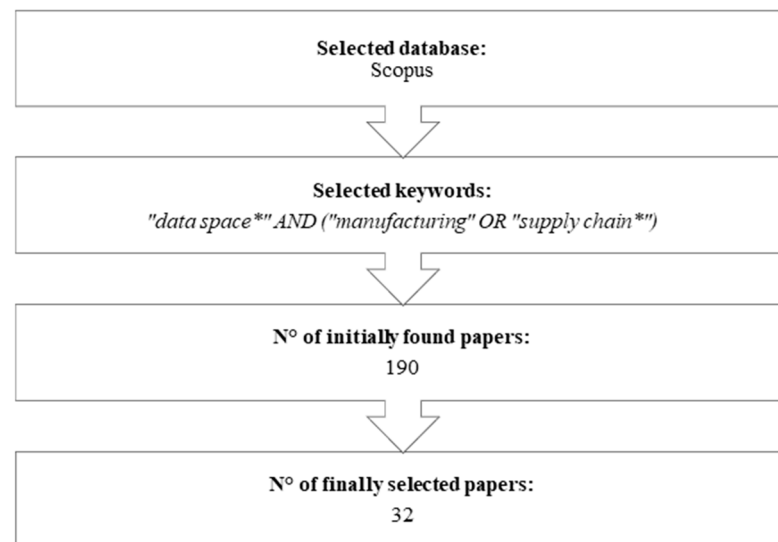 Selected database:
Scopus
Selected keywords:
"data space*" AND ("manufacturing" OR "supply chain*")
N° of initially found papers:
190
N° of finally selected papers:
32